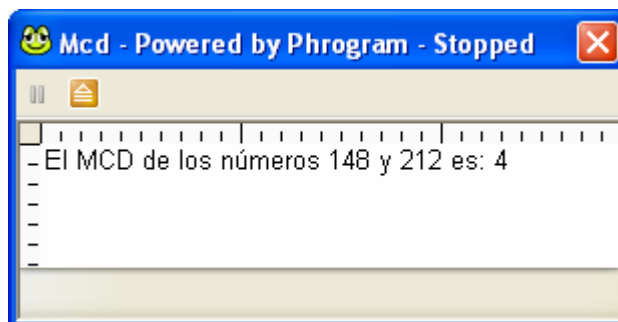 Mcd - Powered by Phrogram - Stopped
El MCD de los números 148 y 212 es: 4